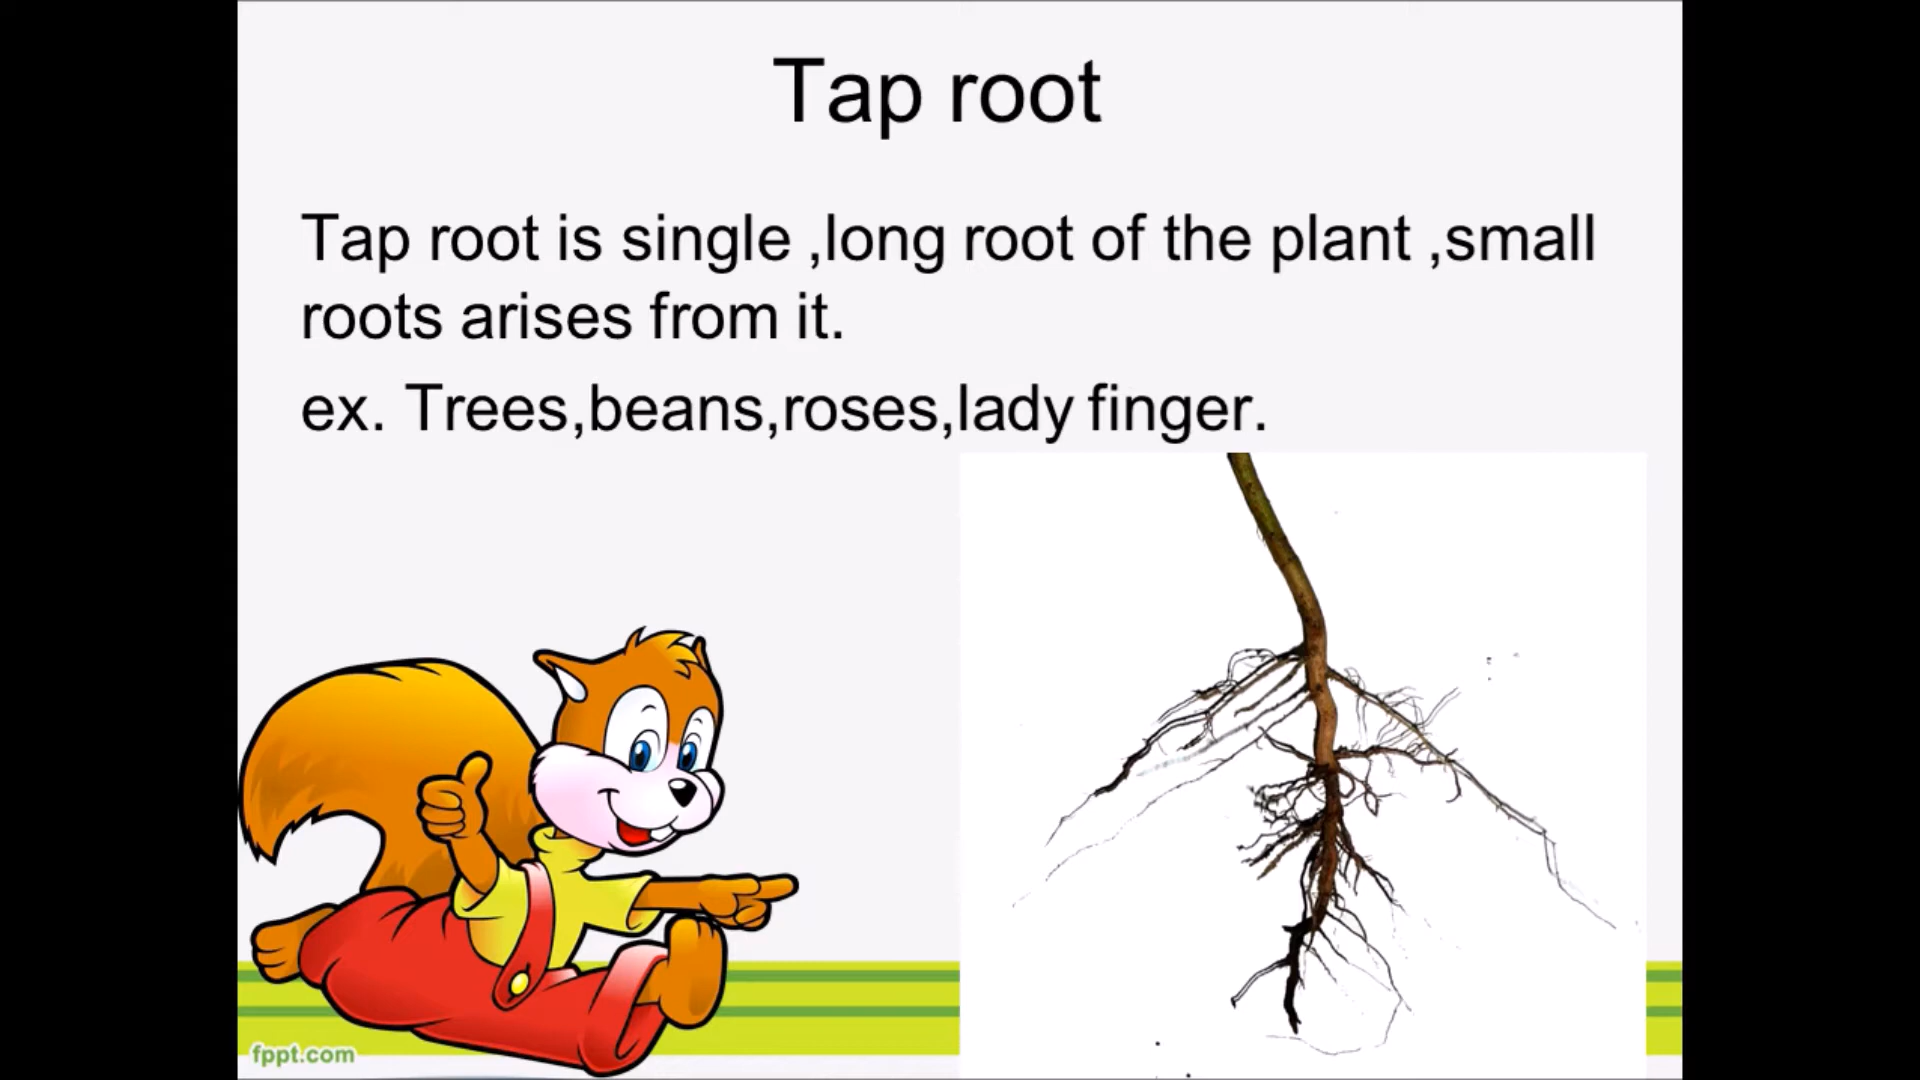 Tap root
Tap root is single ,long root of the plant ,small
roots arises from it.
ex. Trees,beans,roses,lady finger.
fppt.com